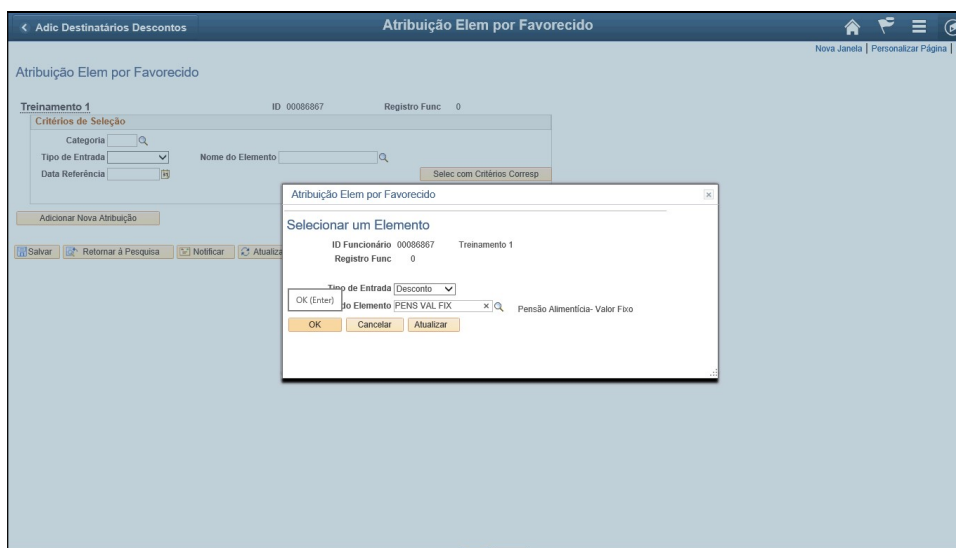 Adic Destinatários Descontos
Atribuição Elem por Favorecido
Nova Janela | Personalizar Página |
Atribuição Elem por Favorecido
Treinamento 1 ID 00086867 Registro Func 0
Critérios de Seleção
Categoria
Tipo de Entrada Nome do Elemento
Data Referência Selec com Critérios Corresp
Adicionar Nova Atribuição
Salvar Retornar á Pesquisa Notificar Atualiza
Atribuição Elem por Favorecido
Selecionar um Elemento
ID Funcionário 00086867 Treinamento 1
Registro Func 0
Tipo de Entrada Desconto
OK (Enter)
do Elemento PENS VAL FIX Pensão Alimentícia- Valor Fixo
OK Cancelar Atualizar